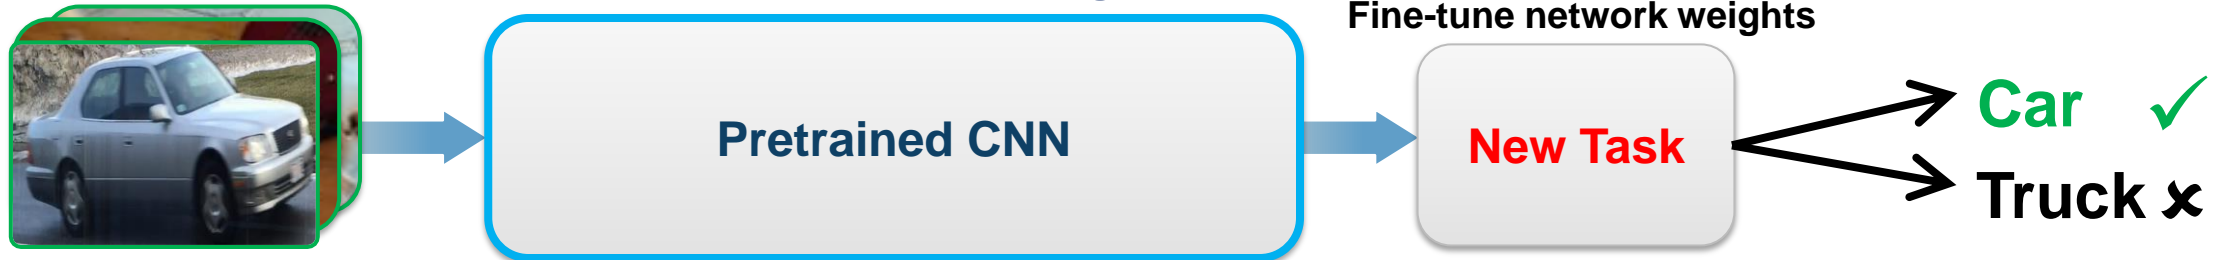 Fine-tune network weights
Pretrained CNN
New Task
Car ✓
Truck ✗